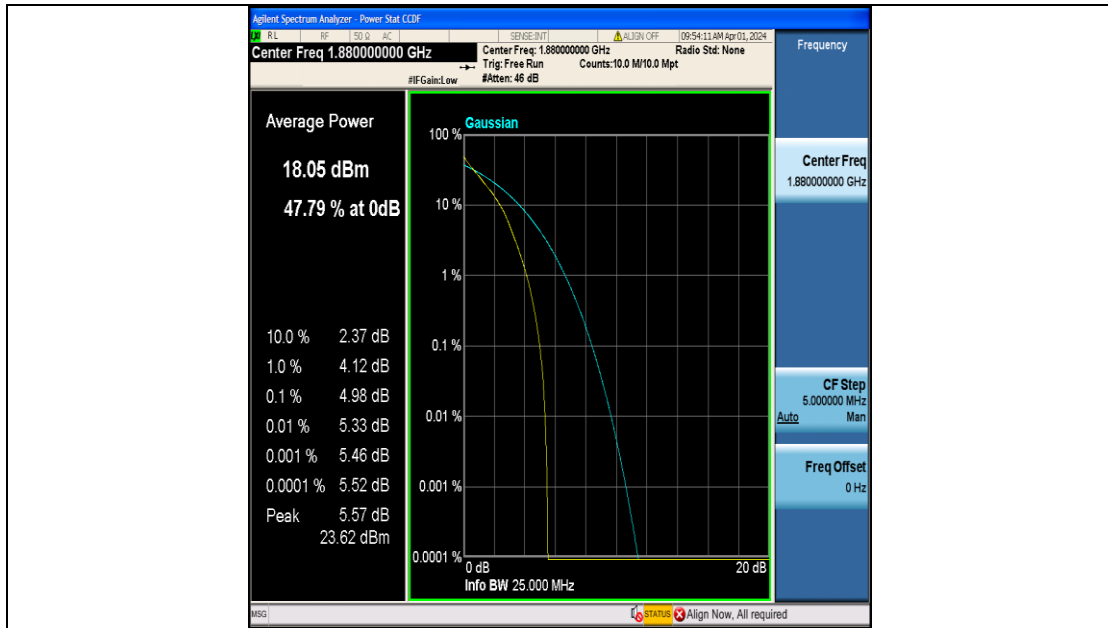 Agilent Spectrum Analyzer - Power Stat CCDF
RL RF 50 Ω AC SENSE:INT ALIGN OFF 09:54:11 AM Apr 01, 2024
Center Freq 1.880000000 GHz
Center Freq: 1.880000000 GHz Radio Std: None
Trig: Free Run Counts:10.0 M/10.0 Mpt
#IFGain:Low #Atten: 46 dB
Frequency
Average Power
18.05 dBm
47.79 % at 0dB
10.0 % 2.37 dB
1.0 % 4.12 dB
0.1 % 4.98 dB
0.01 % 5.33 dB
0.001 % 5.46 dB
0.0001 % 5.52 dB
Peak 5.57 dB
23.62 dBm
Gaussian
100 %
10 %
1 %
0.1 %
0.01 %
0.001 %
0.0001 %
0 dB 20 dB
Info BW 25.000 MHz
Center Freq
1.880000000 GHz
CF Step
5.000000 MHz
Auto Man
Freq Offset
0 Hz
MSG STATUS Align Now, All required